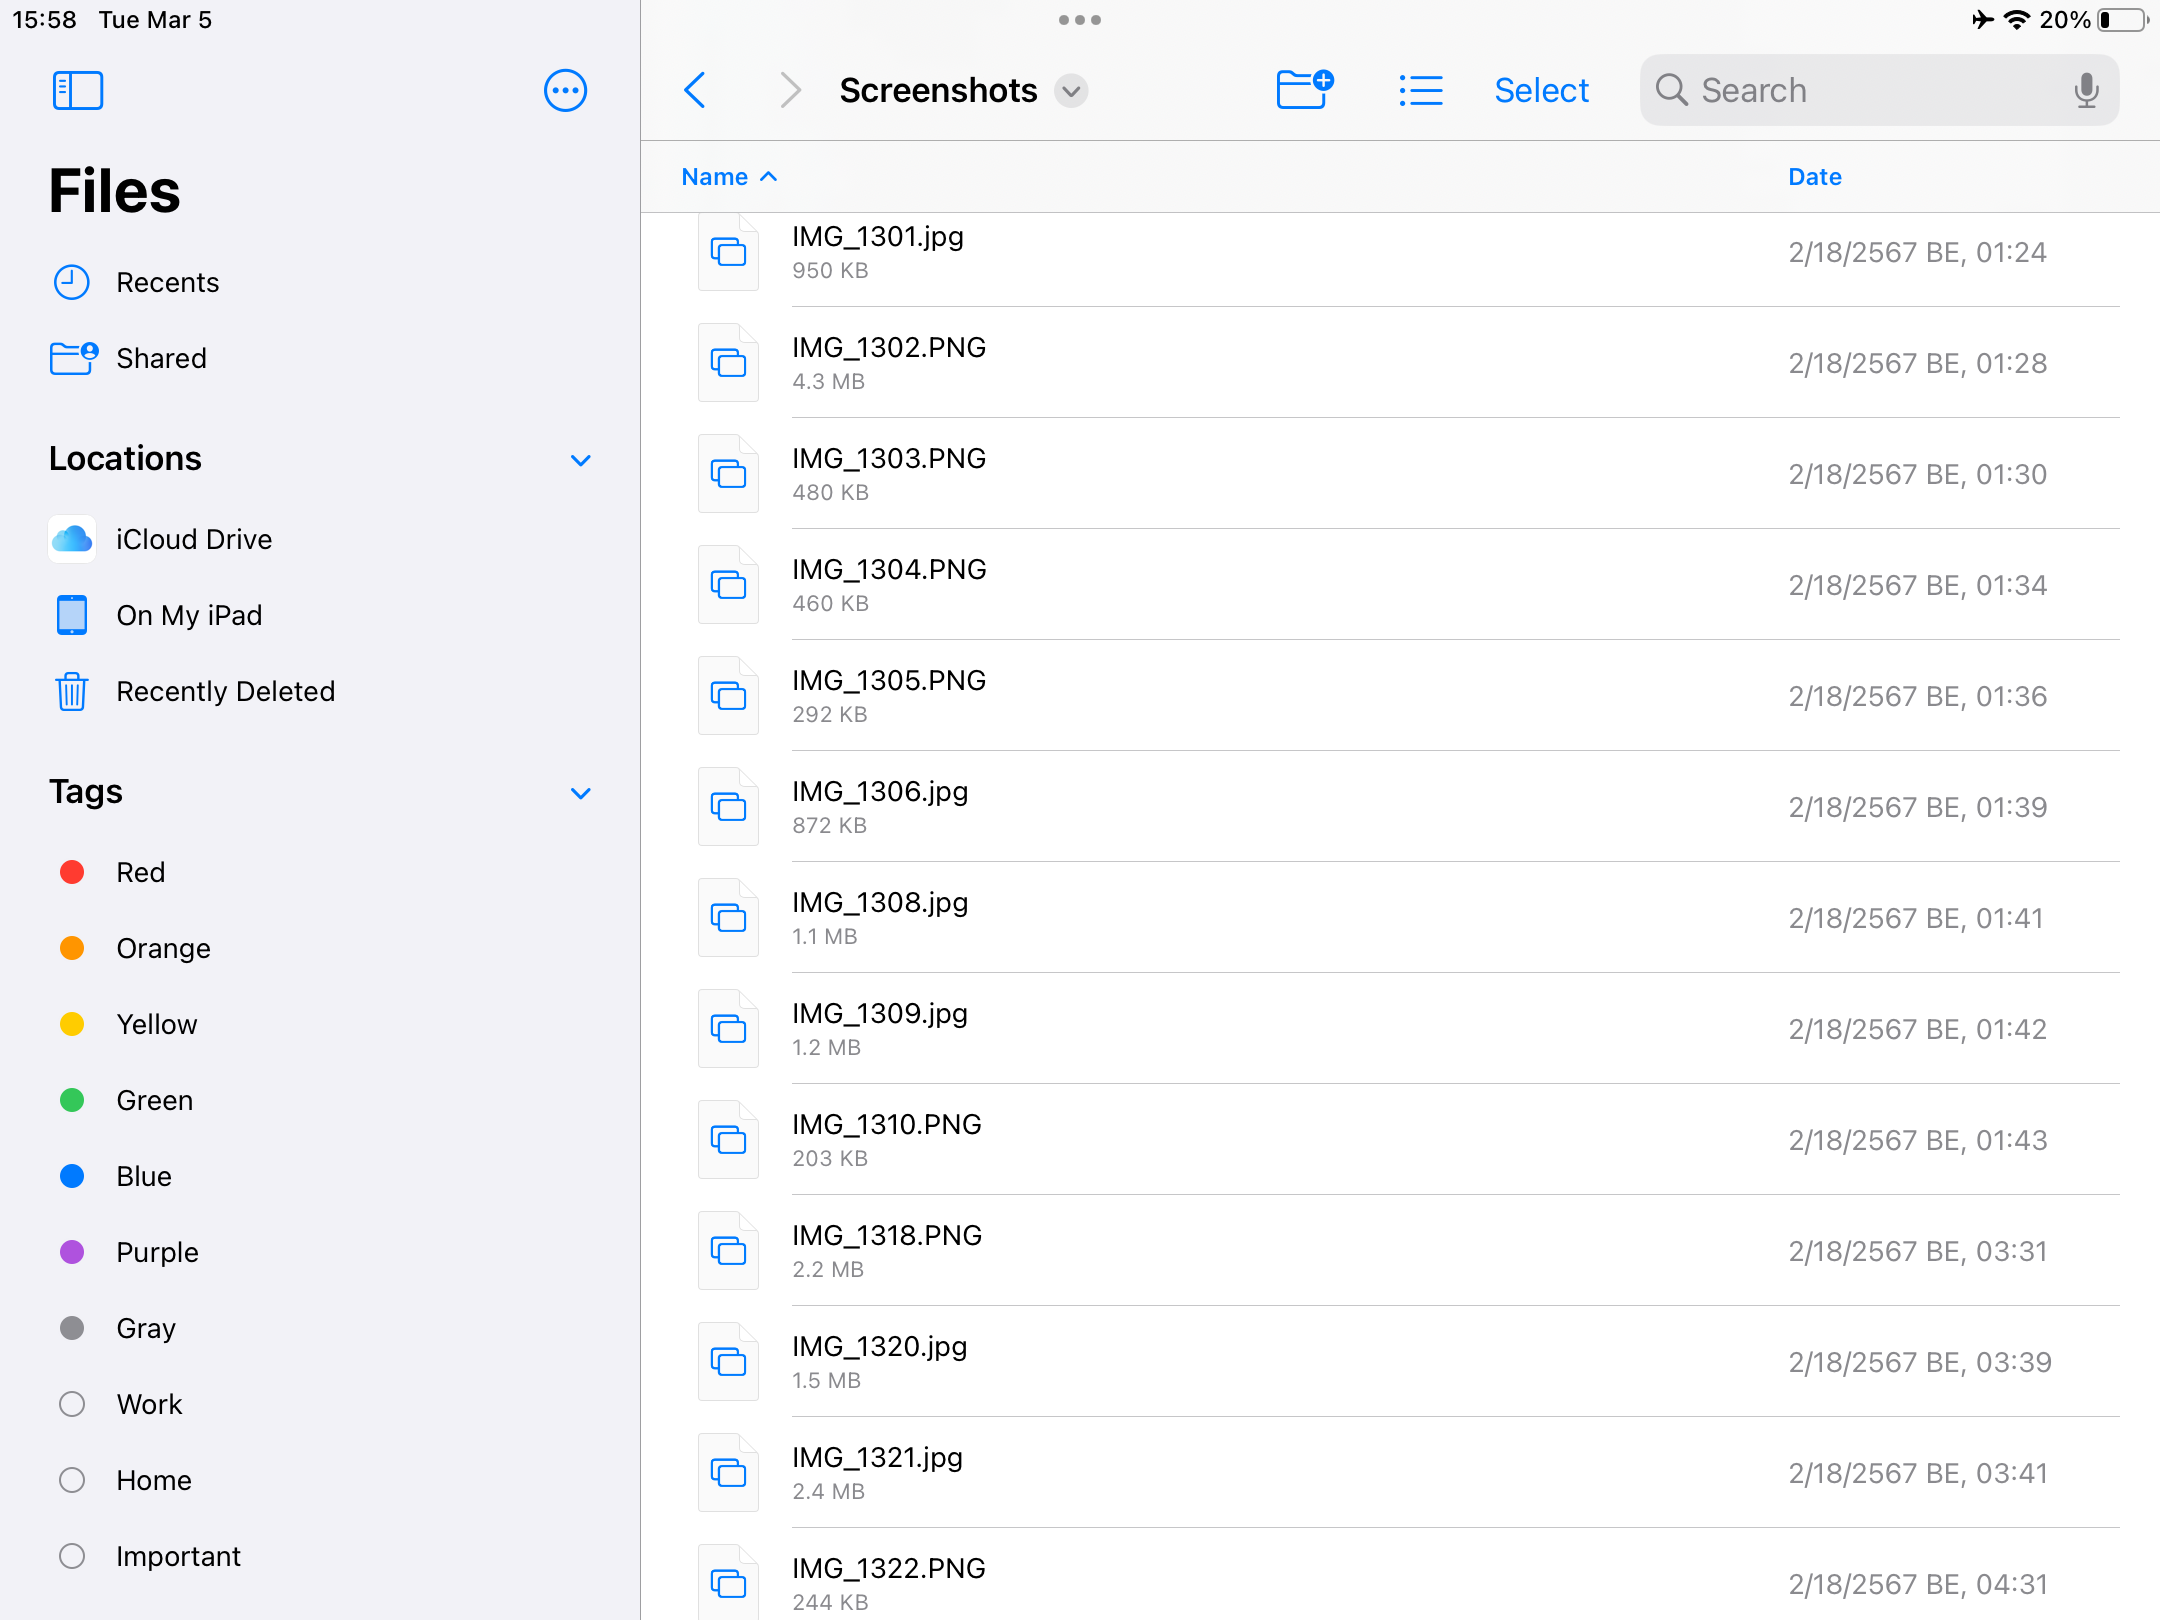 15:58 Tue Mar 5
20%
Files
Recents
Shared
Locations
iCloud Drive
On My iPad
Recently Deleted
Tags
Red
Orange
Yellow
Green
Blue
Purple
Gray
Work
Home
Important
Screenshots
Select
Search
Name
Date
IMG_1301.jpg
950 KB
2/18/2567 BE, 01:24
IMG_1302.PNG
4.3 MB
2/18/2567 BE, 01:28
IMG_1303.PNG
480 KB
2/18/2567 BE, 01:30
IMG_1304.PNG
460 KB
2/18/2567 BE, 01:34
IMG_1305.PNG
292 KB
2/18/2567 BE, 01:36
IMG_1306.jpg
872 KB
2/18/2567 BE, 01:39
IMG_1308.jpg
1.1 MB
2/18/2567 BE, 01:41
IMG_1309.jpg
1.2 MB
2/18/2567 BE, 01:42
IMG_1310.PNG
203 KB
2/18/2567 BE, 01:43
IMG_1318.PNG
2.2 MB
2/18/2567 BE, 03:31
IMG_1320.jpg
1.5 MB
2/18/2567 BE, 03:39
IMG_1321.jpg
2.4 MB
2/18/2567 BE, 03:41
IMG_1322.PNG
244 KB
2/18/2567 BE, 04:31